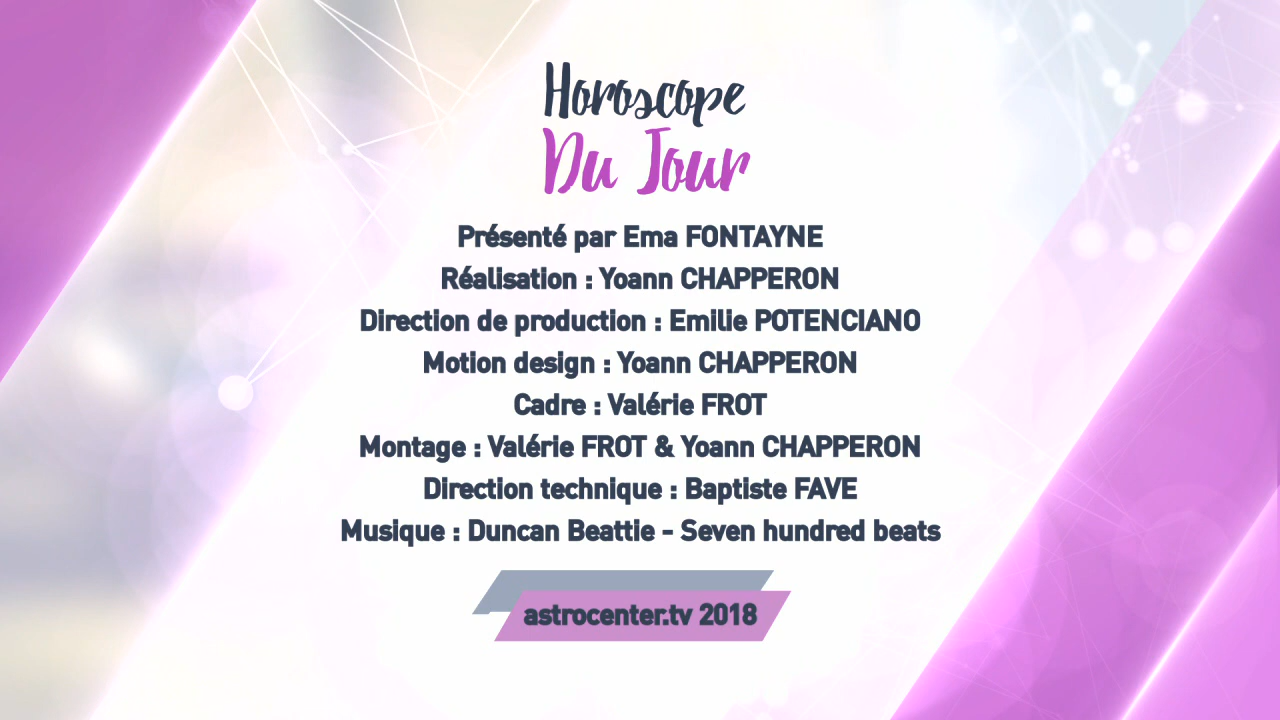 Horoscope
Du Jour
Présenté par Ema FONTAYNE
Réalisation : Yoann CHAPPERON
Direction de production : Emilie POTENCIANO
Motion design : Yoann CHAPPERON
Cadre : Valérie FROT
Montage : Valérie FROT & Yoann CHAPPERON
Direction technique : Baptiste FAVE
Musique : Duncan Beattie - Seven hundred beats
astrocenter.tv 2018